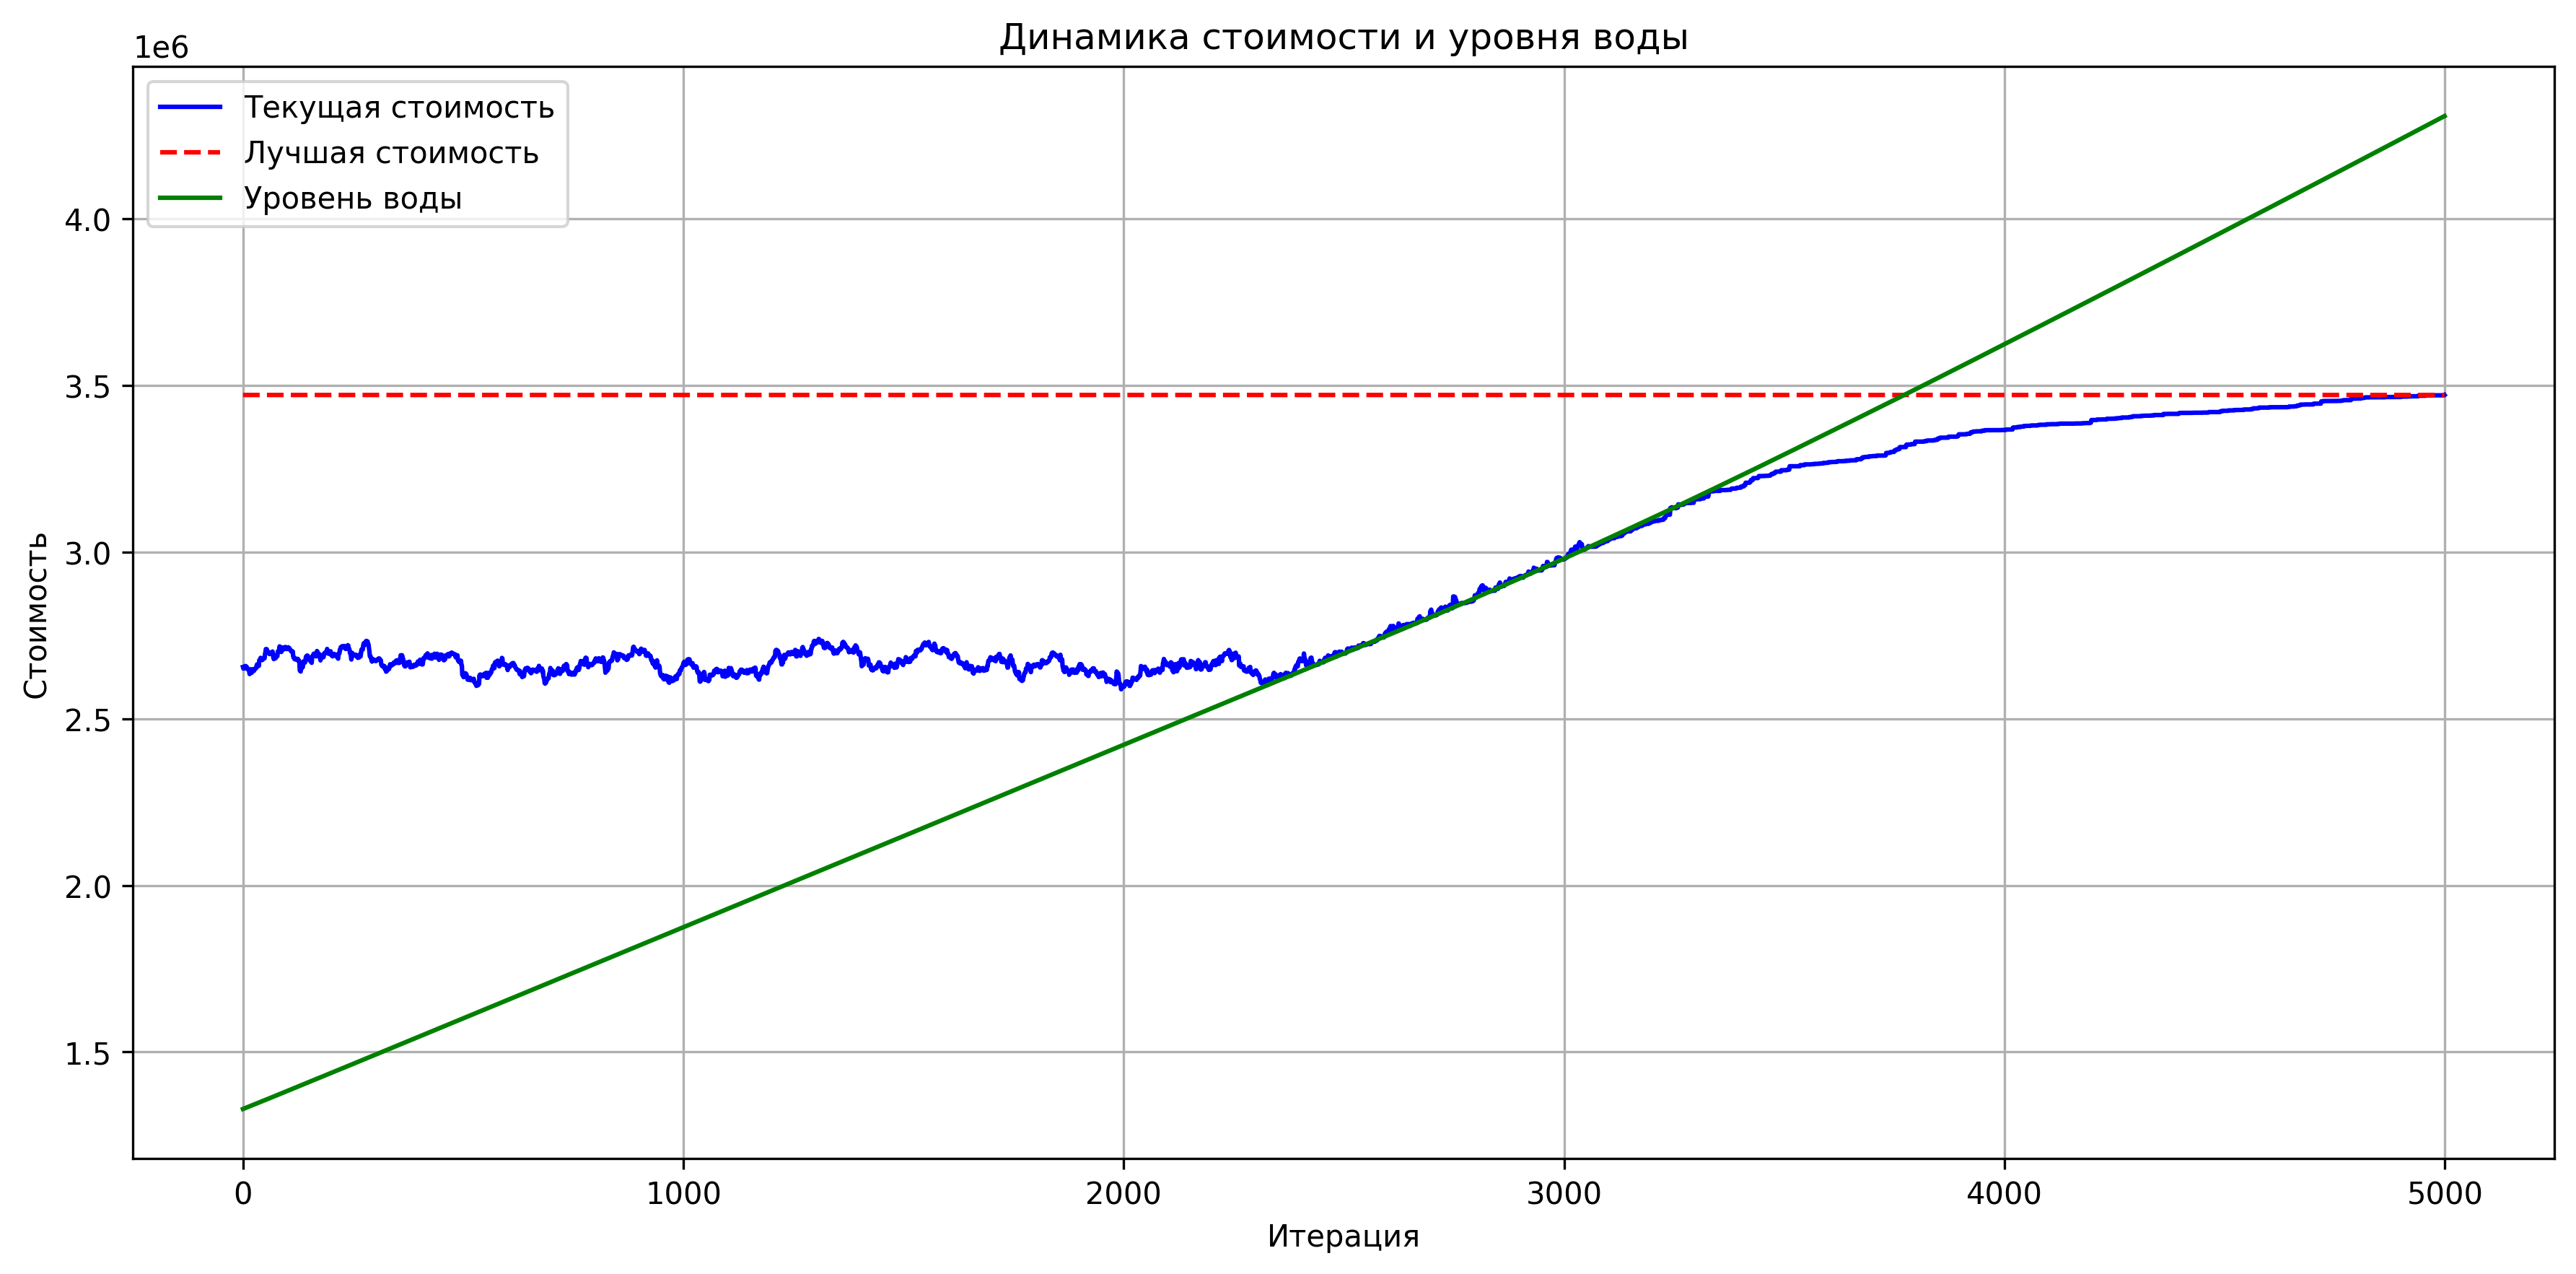 Динамика стоимости и уровня воды
1e6
Текущая стоимость
Лучшая стоимость
Уровень воды
4.0
3.5
3.0
2.5
2.0
1.5
Стоимость
0 1000 2000 3000 4000 5000
Итерация